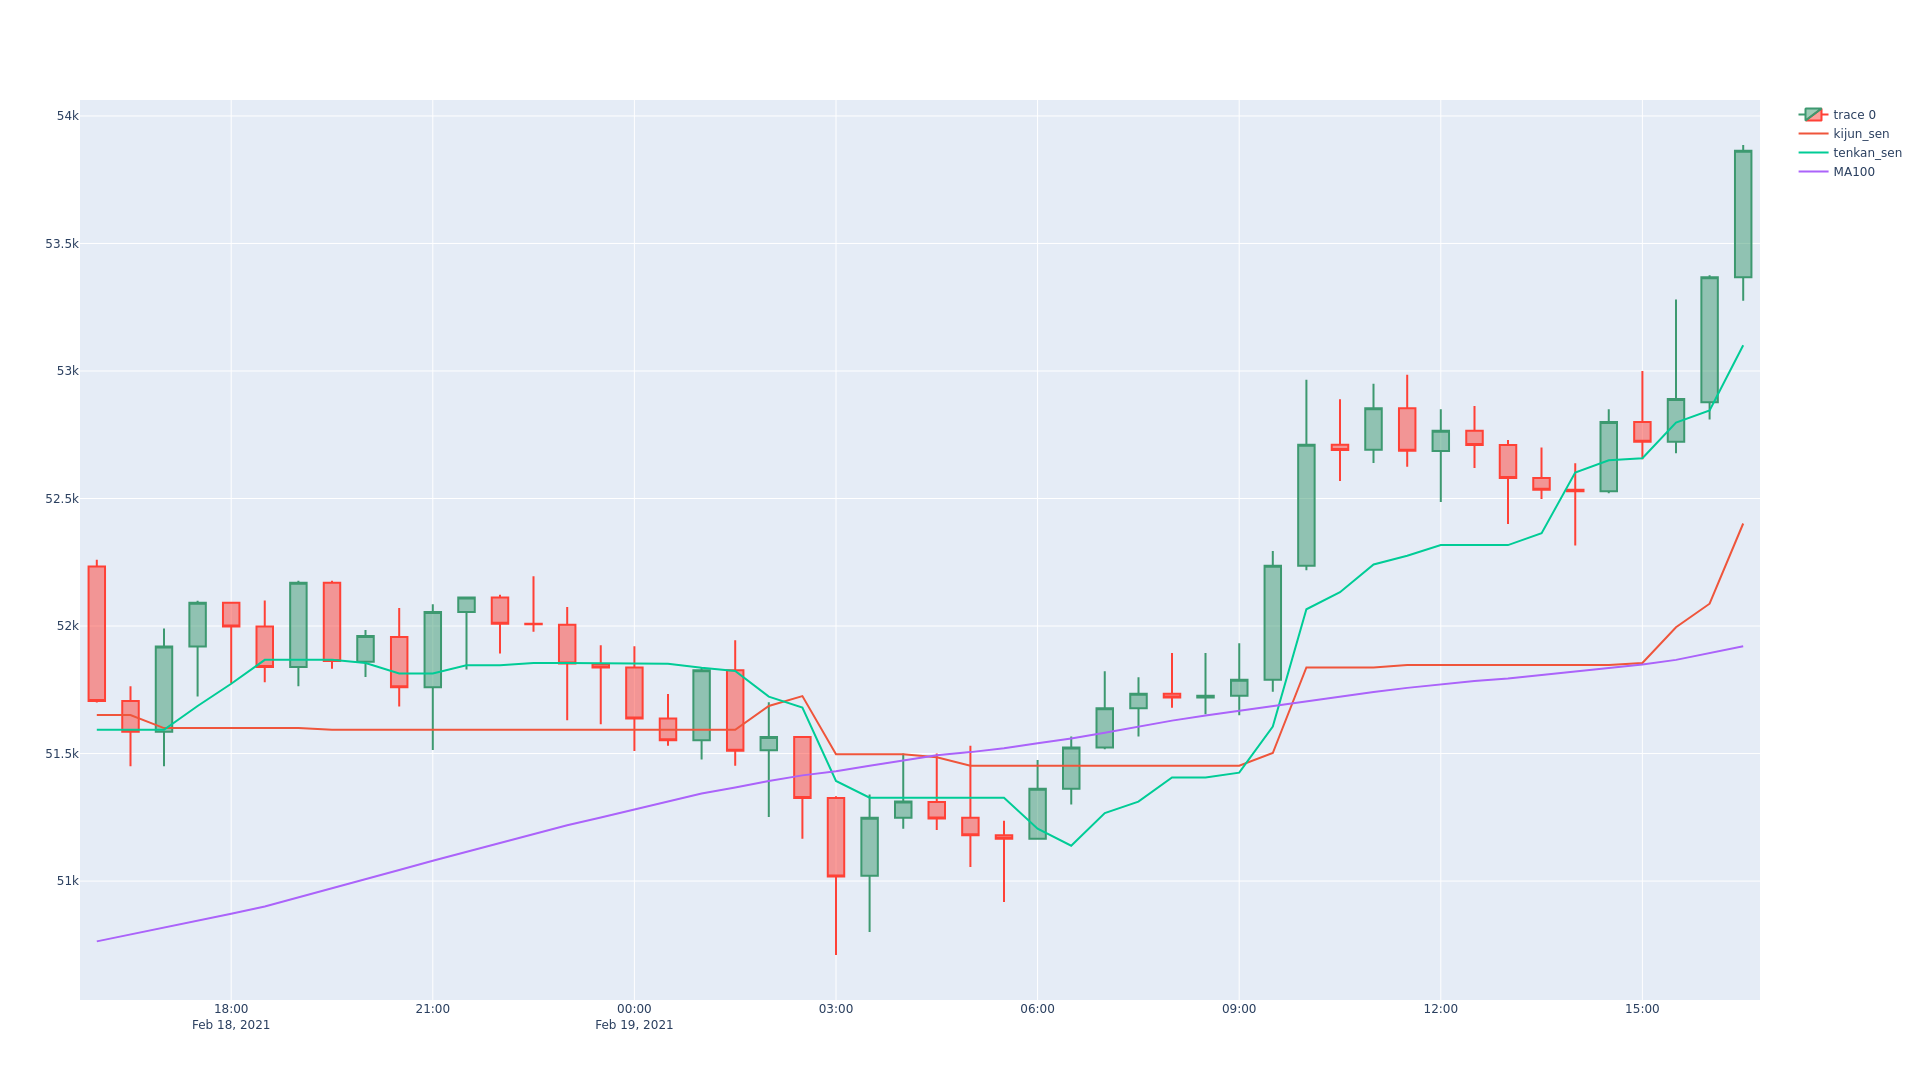 54k
53.5k
53k
52.5k
52k
51.5k
51k
18:00 21:00 00:00 03:00 06:00 09:00 12:00 15:00
Feb 18, 2021 Feb 19, 2021
trace 0
kijun_sen
tenkan_sen
MA100